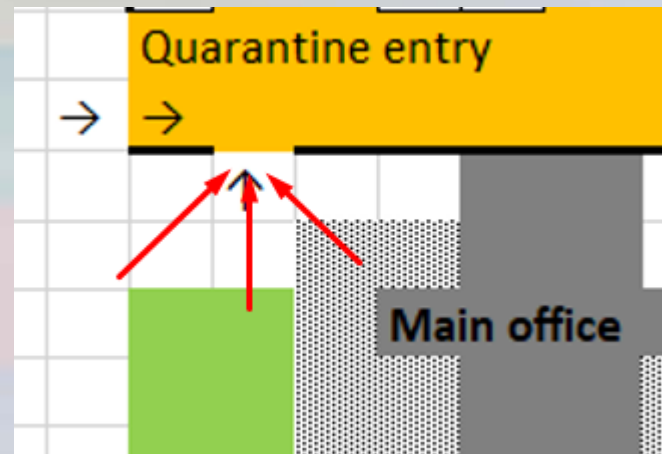 Quarantine entry
→ →
↑
Main office